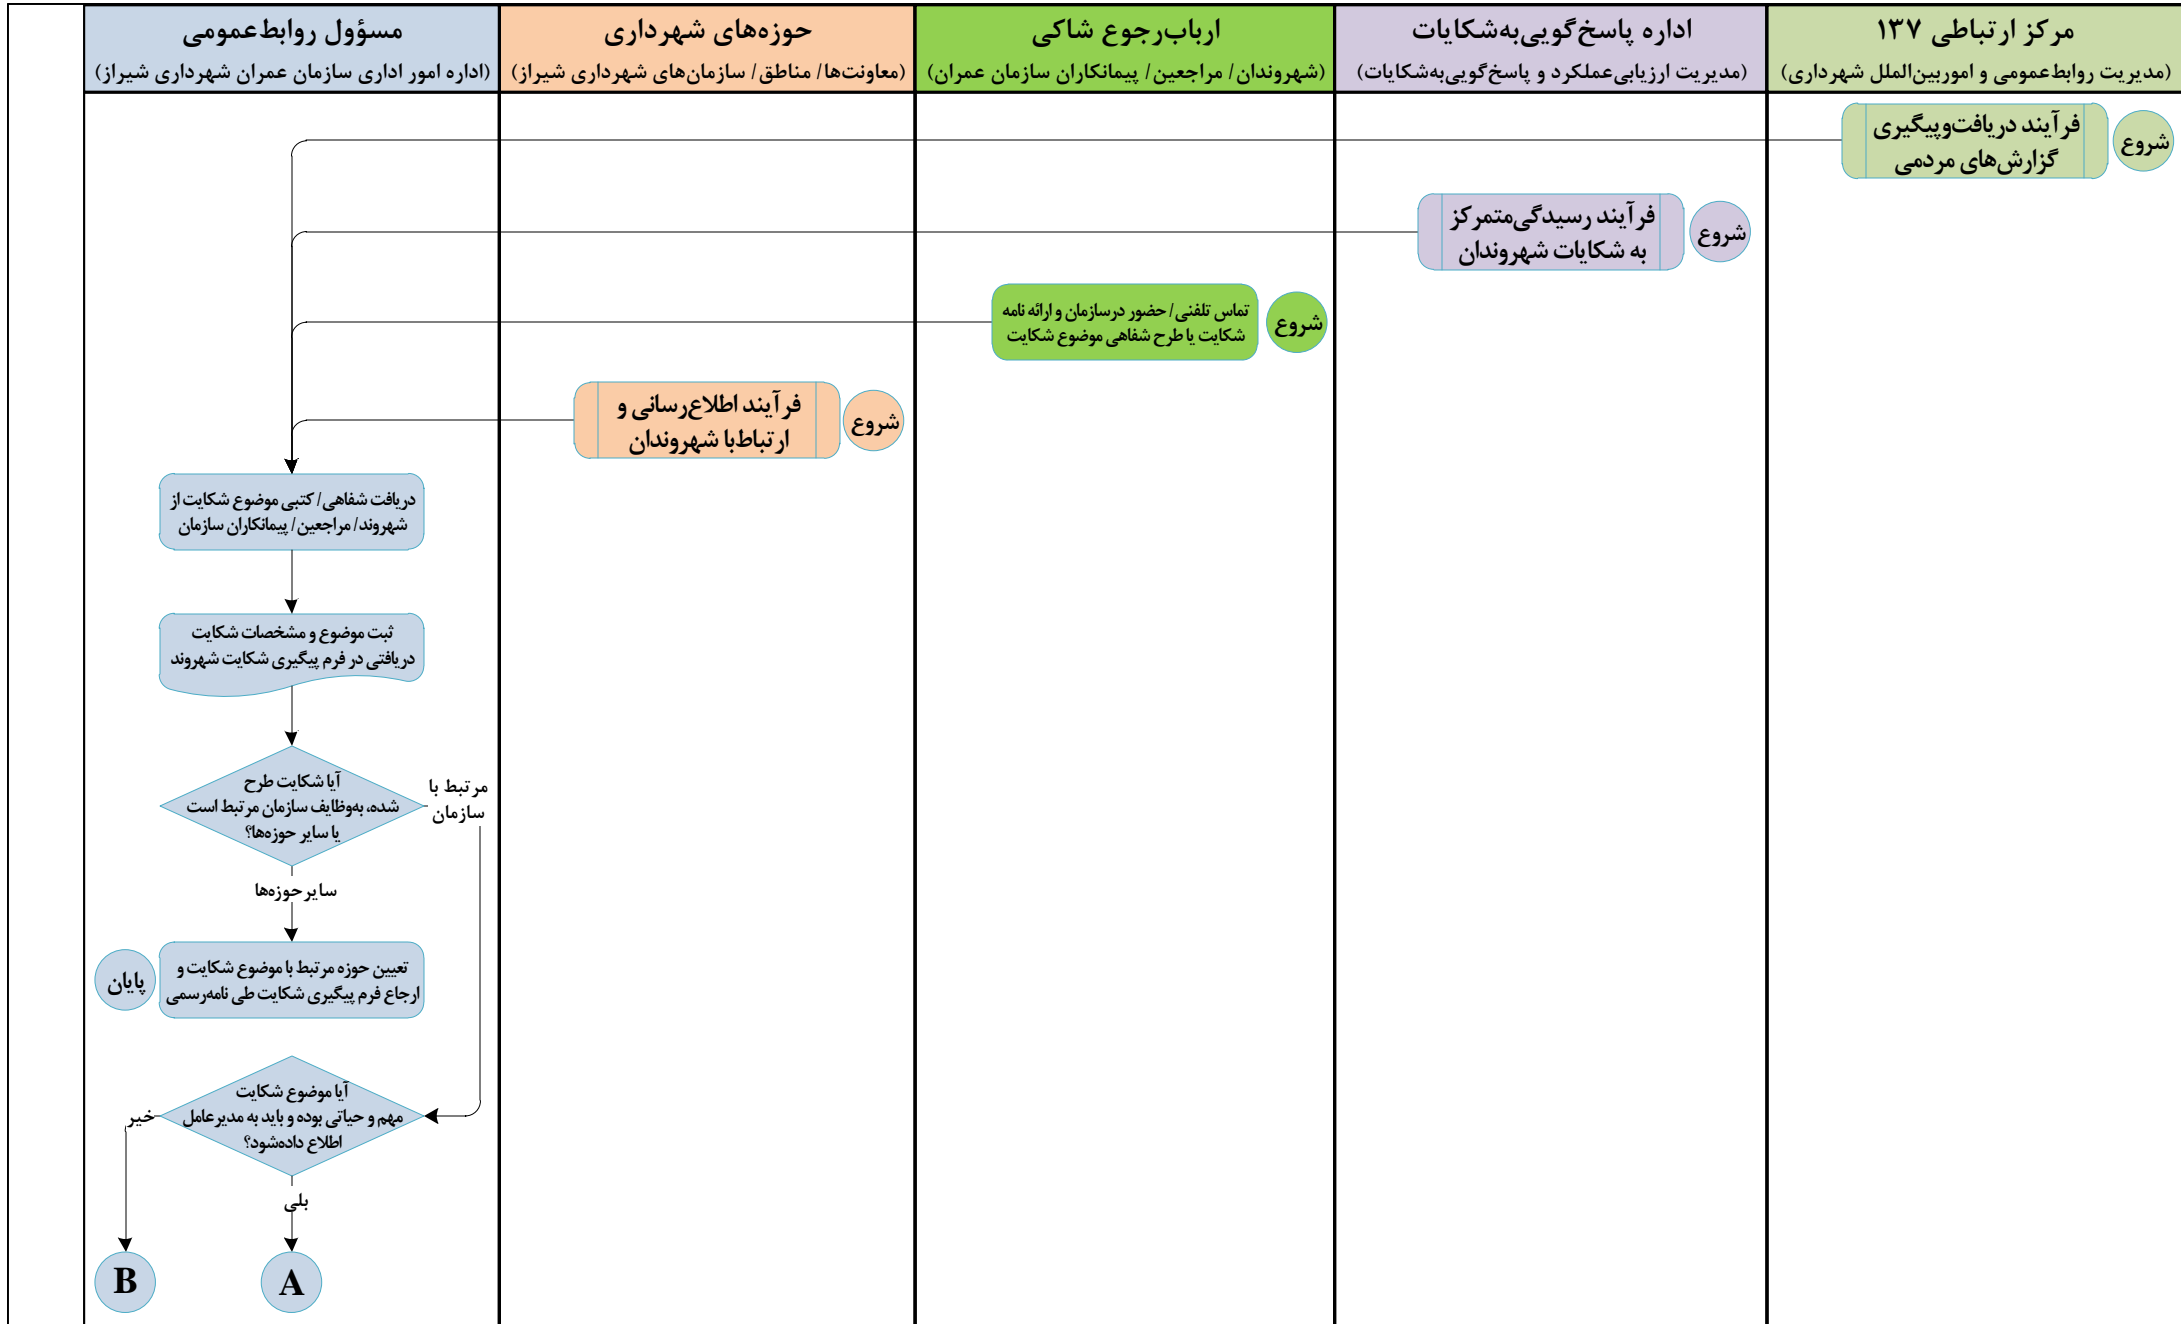 مرکز ارتباطی ۱۳۷
(مدیریت روابط‌عمومی و اموربین‌الملل شهرداری)
اداره پاسخ‌گویی‌به‌شکایات
(مدیریت ارزیابی‌عملکرد و پاسخ‌گویی‌به‌شکایات)
ارباب‌رجوع شاکی
(شهروندان/ مراجعین/ پیمانکاران سازمان عمران)
حوزه‌های شهرداری
(معاونت‌ها/ مناطق/ سازمان‌های شهرداری شیراز)
مسؤول روابط‌عمومی
(اداره امور اداری سازمان عمران شهرداری شیراز)
شروع
فرآیند دریافت‌وپیگیری
گزارش‌های مردمی
شروع
فرآیند رسیدگی‌متمرکز
به شکایات شهروندان
شروع
تماس تلفنی/ حضور درسازمان و ارائه نامه
شکایت یا طرح شفاهی موضوع شکایت
شروع
فرآیند اطلاع‌رسانی و
ارتباط‌با شهروندان
دریافت شفاهی/ کتبی موضوع شکایت از
شهروند/ مراجعین/ پیمانکاران سازمان
ثبت موضوع و مشخصات شکایت
دریافتی در فرم پیگیری شکایت شهروند
آیا شکایت طرح
شده، به‌وظایف سازمان مرتبط است
یا سایر حوزه‌ها؟
مرتبط با
سازمان
سایرحوزه‌ها
تعیین حوزه مرتبط با موضوع شکایت و
ارجاع فرم پیگیری شکایت طی نامه‌رسمی
پایان
آیا موضوع شکایت
مهم و حیاتی بوده و باید به مدیرعامل
اطلاع داده‌شود؟
خیر
بلی
A
B